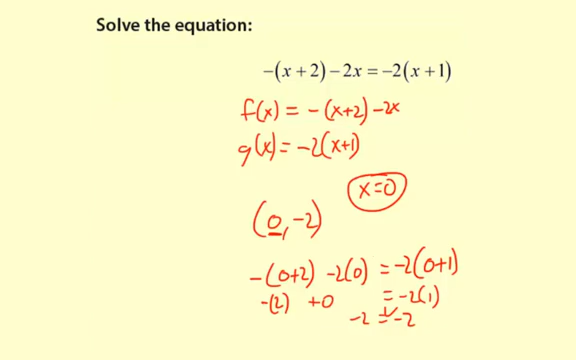 Solve the equation:
-(x+2)-2x=-2(x+1)
f(x) = -(x+2)-2x
g(x) = -2(x+1)
x=0
(0,-2)
-(0+2) -2(0) = -2(0+1)
-(2) +0 = -2(1)
-2 = -2